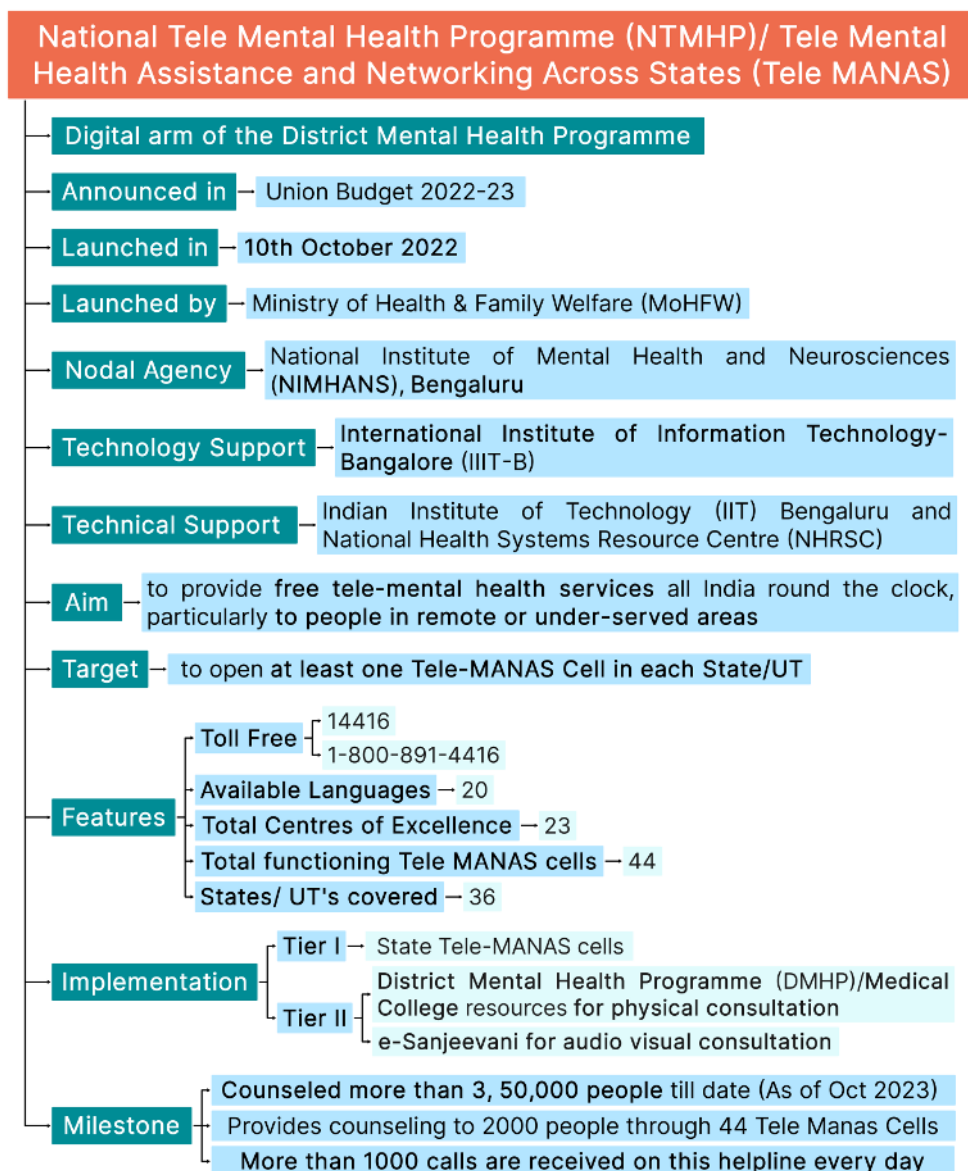 National Tele Mental Health Programme (NTMHP)/ Tele Mental
Health Assistance and Networking Across States (Tele MANAS)
Digital arm of the District Mental Health Programme
Announced in
Union Budget 2022-23
Launched in
10th October 2022
Launched by
Ministry of Health & Family Welfare (MoHFW)
Nodal Agency
National Institute of Mental Health and Neurosciences
(NIMHANS), Bengaluru
Technology Support
International Institute of Information Technology-
Bangalore (IIIT-B)
Technical Support
Indian Institute of Technology (IIT) Bengaluru and
National Health Systems Resource Centre (NHRSC)
Aim
to provide free tele-mental health services all India round the clock,
particularly to people in remote or under-served areas
Target
to open at least one Tele-MANAS Cell in each State/UT
Features
Toll Free
14416
1-800-891-4416
Available Languages
20
Total Centres of Excellence
23
Total functioning Tele MANAS cells
44
States/ UT's covered
36
Implementation
Tier I
State Tele-MANAS cells
Tier II
District Mental Health Programme (DMHP)/Medical
College resources for physical consultation
e-Sanjeevani for audio visual consultation
Milestone
Counseled more than 3, 50,000 people till date (As of Oct 2023)
Provides counseling to 2000 people through 44 Tele Manas Cells
More than 1000 calls are received on this helpline every day